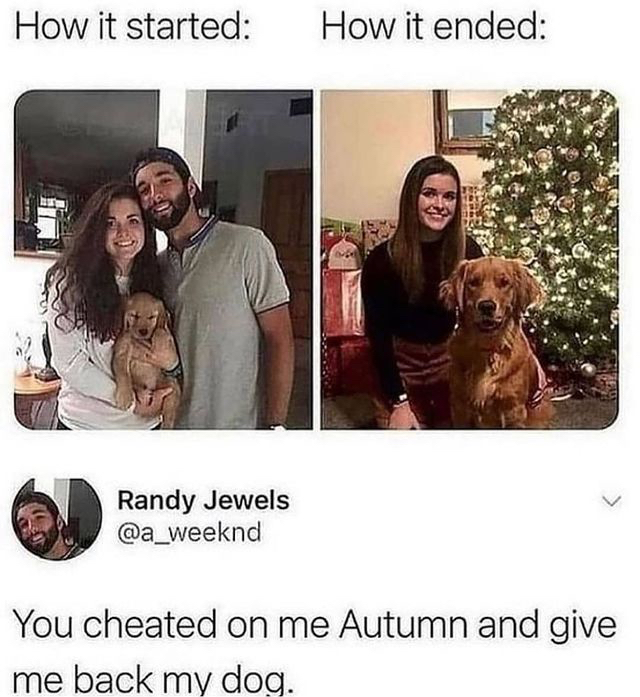 How it started: How it ended:
Randy Jewels
@a_weeknd
You cheated on me Autumn and give
me back my dog.